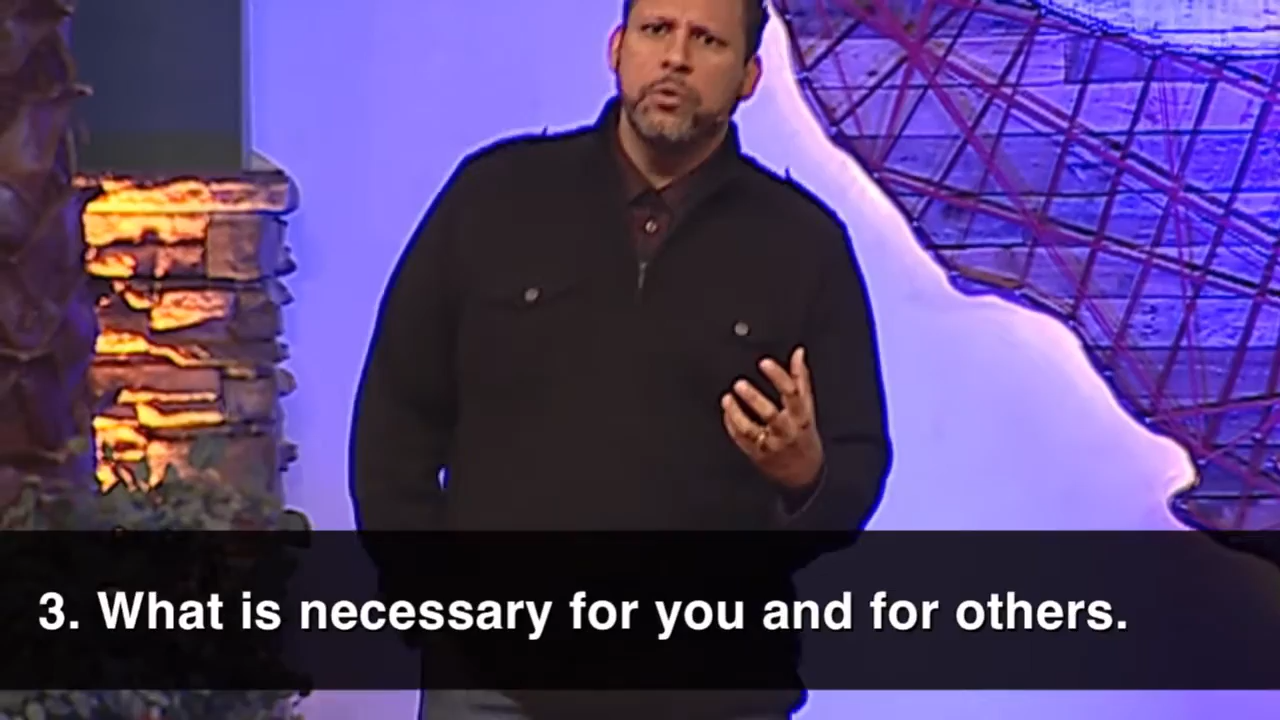 3. What is necessary for you and for others.